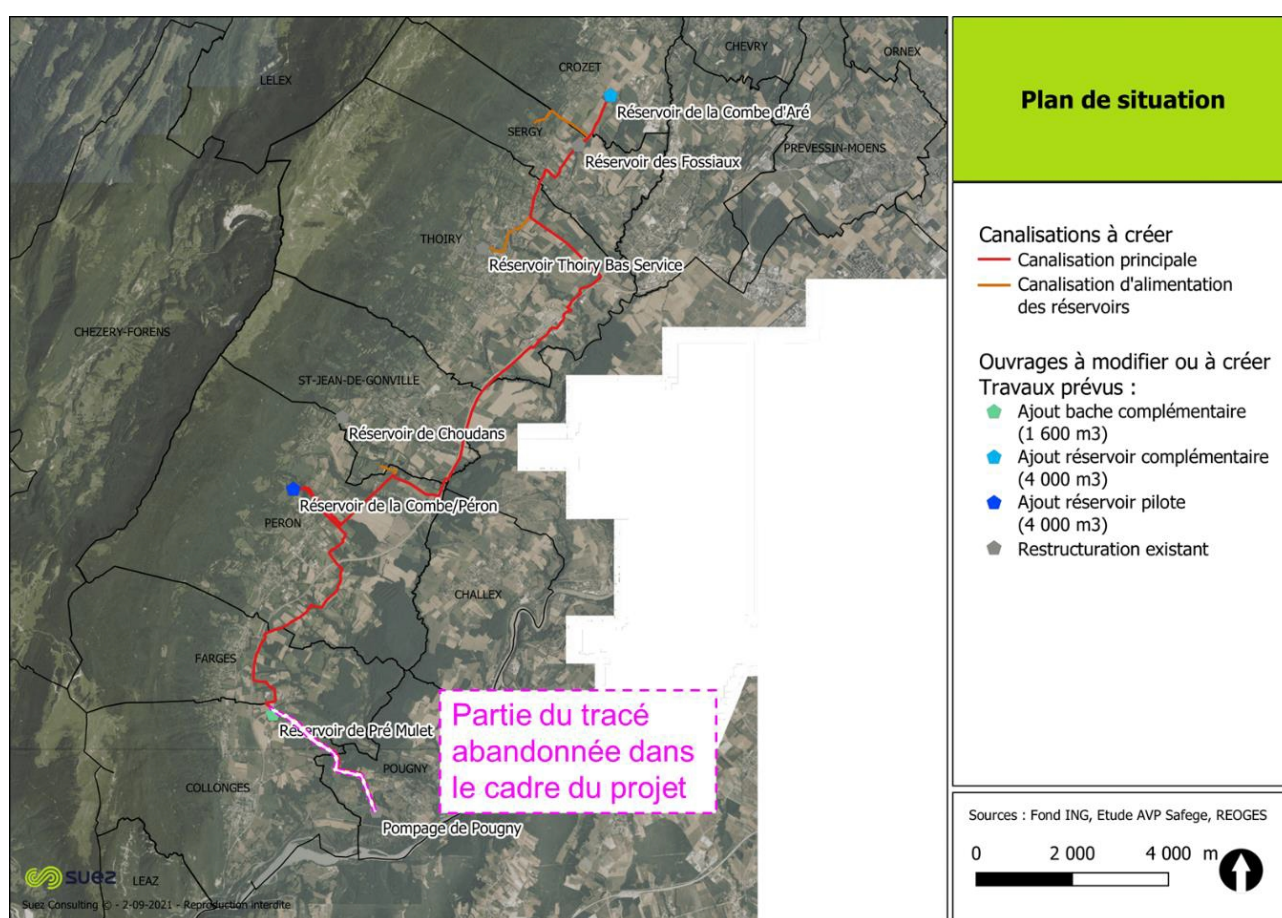 LELEX
CROZET
CHEVRY
ORNEX
Réservoir de la Combe d'Aré
SERGY
Réservoir des Fossiaux
PREVESSIN-MOENS
THOIRY
Réservoir Thoiry Bas Service
CHEZERY-FORENS
ST-JEAN-DE-GONVILLE
Réservoir de Choudans
Réservoir de la Combe/Péron
PERON
CHALLEX
FARGES
Réservoir de Pré Mulet
Partie du tracé
abandonnée dans
le cadre du projet
POUGNY
COLLONGES
Pompage de Pougny
LEAZ
suez
Suez Consulting © - 2-09-2021 - Reproduction interdite
Plan de situation
Canalisations à créer
Canalisation principale
Canalisation d'alimentation
des réservoirs
Ouvrages à modifier ou à créer
Travaux prévus :
Ajout bache complémentaire
(1 600 m3)
Ajout réservoir complémentaire
(4 000 m3)
Ajout réservoir pilote
(4 000 m3)
Restructuration existant
Sources : Fond ING, Etude AVP Safege, REOGES
0 2 000 4 000 m